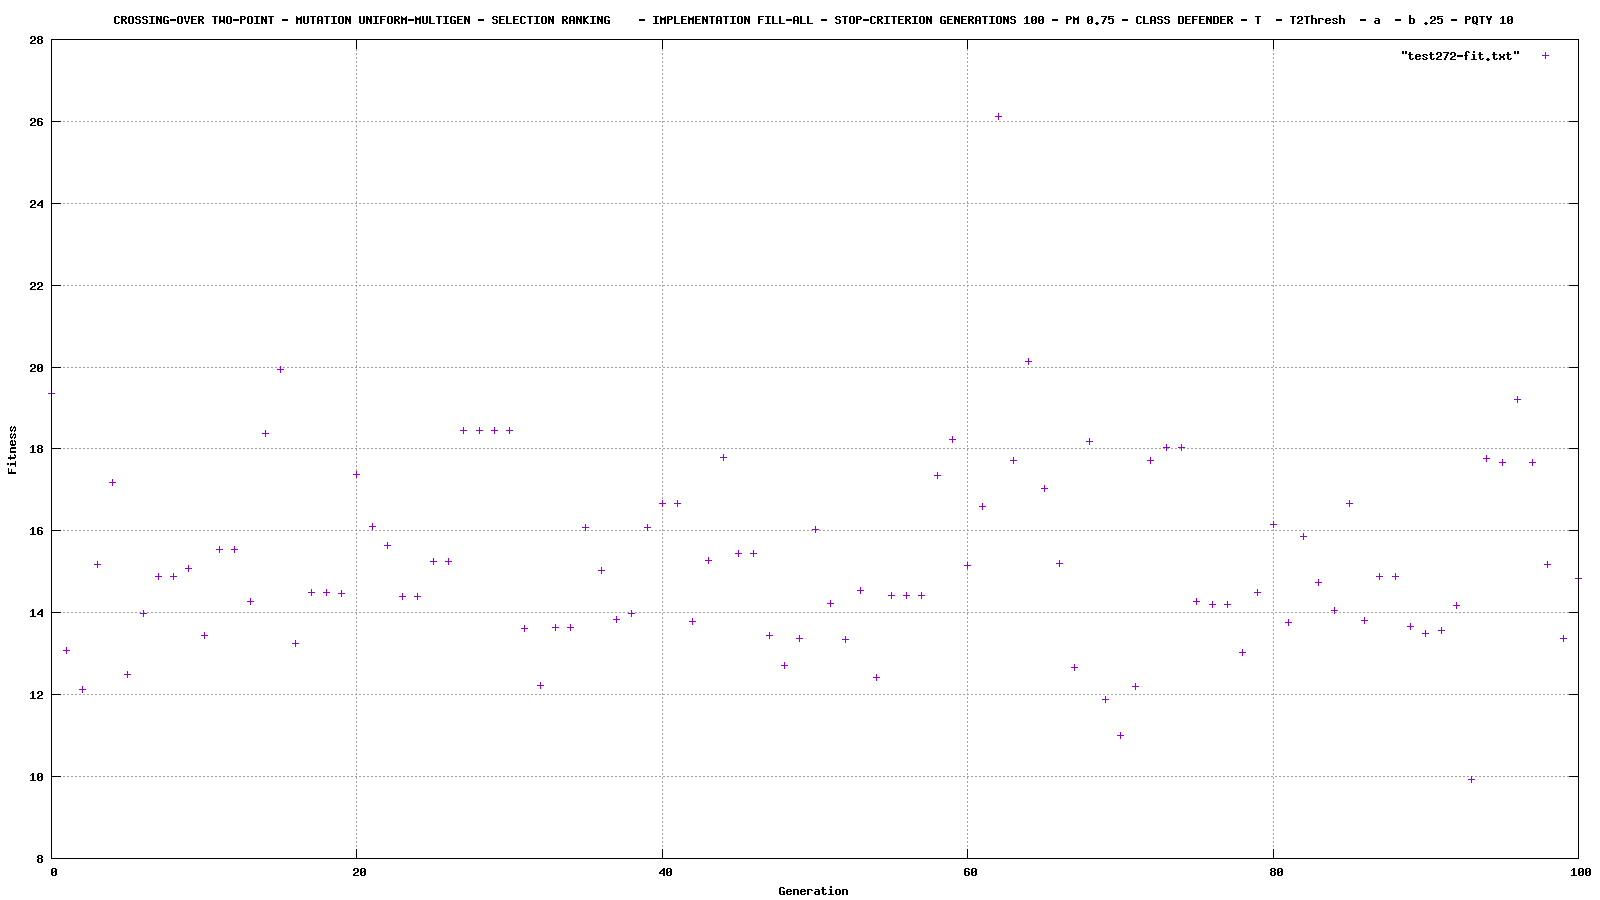 CROSSING-OVER TWO-POINT - MUTATION UNIFORM-MULTIGEN - SELECTION RANKING    - IMPLEMENTATION FILL-ALL - STOP-CRITERION GENERATIONS 100 - PM 0.75 - CLASS DEFENDER - T  - T2Thresh  - a  - b .25 - PQTY 10
"test272-fit.txt"
28
26
24
22
20
18
16
14
12
10
8
Fitness
0 20 40 60 80 100
Generation